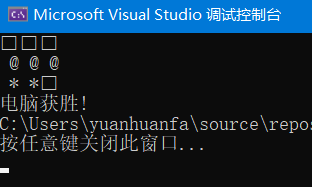 Microsoft Visual Studio 调试控制台
□□□
@ @ @
* *□
电脑获胜!
C:\Users\yuanhuanfa\source\repos
按任意键关闭此窗口...